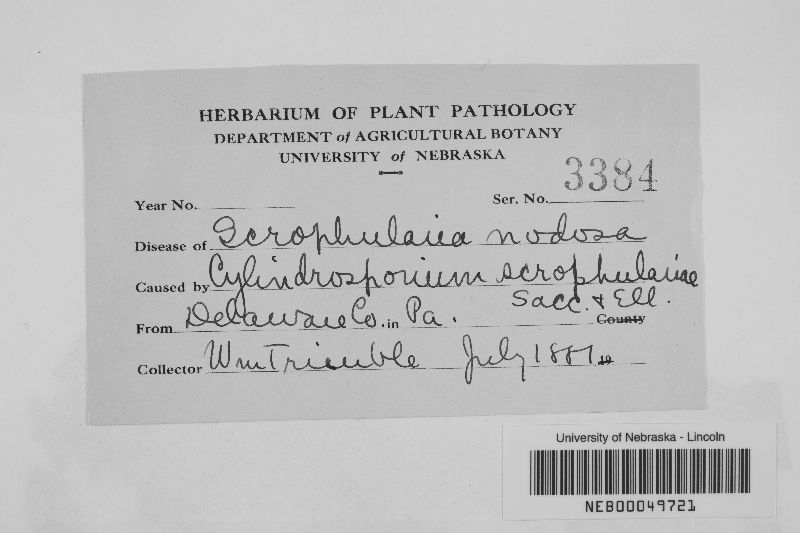 HERBARIUM OF PLANT PATHOLOGY
DEPARTMENT of AGRICULTURAL BOTANY
UNIVERSITY of NEBRASKA
Year No. Ser. No. 3384
Disease of Scrophularia nodosa
Caused by Cylindrosporium scrophulariae
Sacc. & Ell.
From Delaware Co. in Pa. County
Collector Wm Trimble July 1887 19
University of Nebraska - Lincoln
NEB00049721